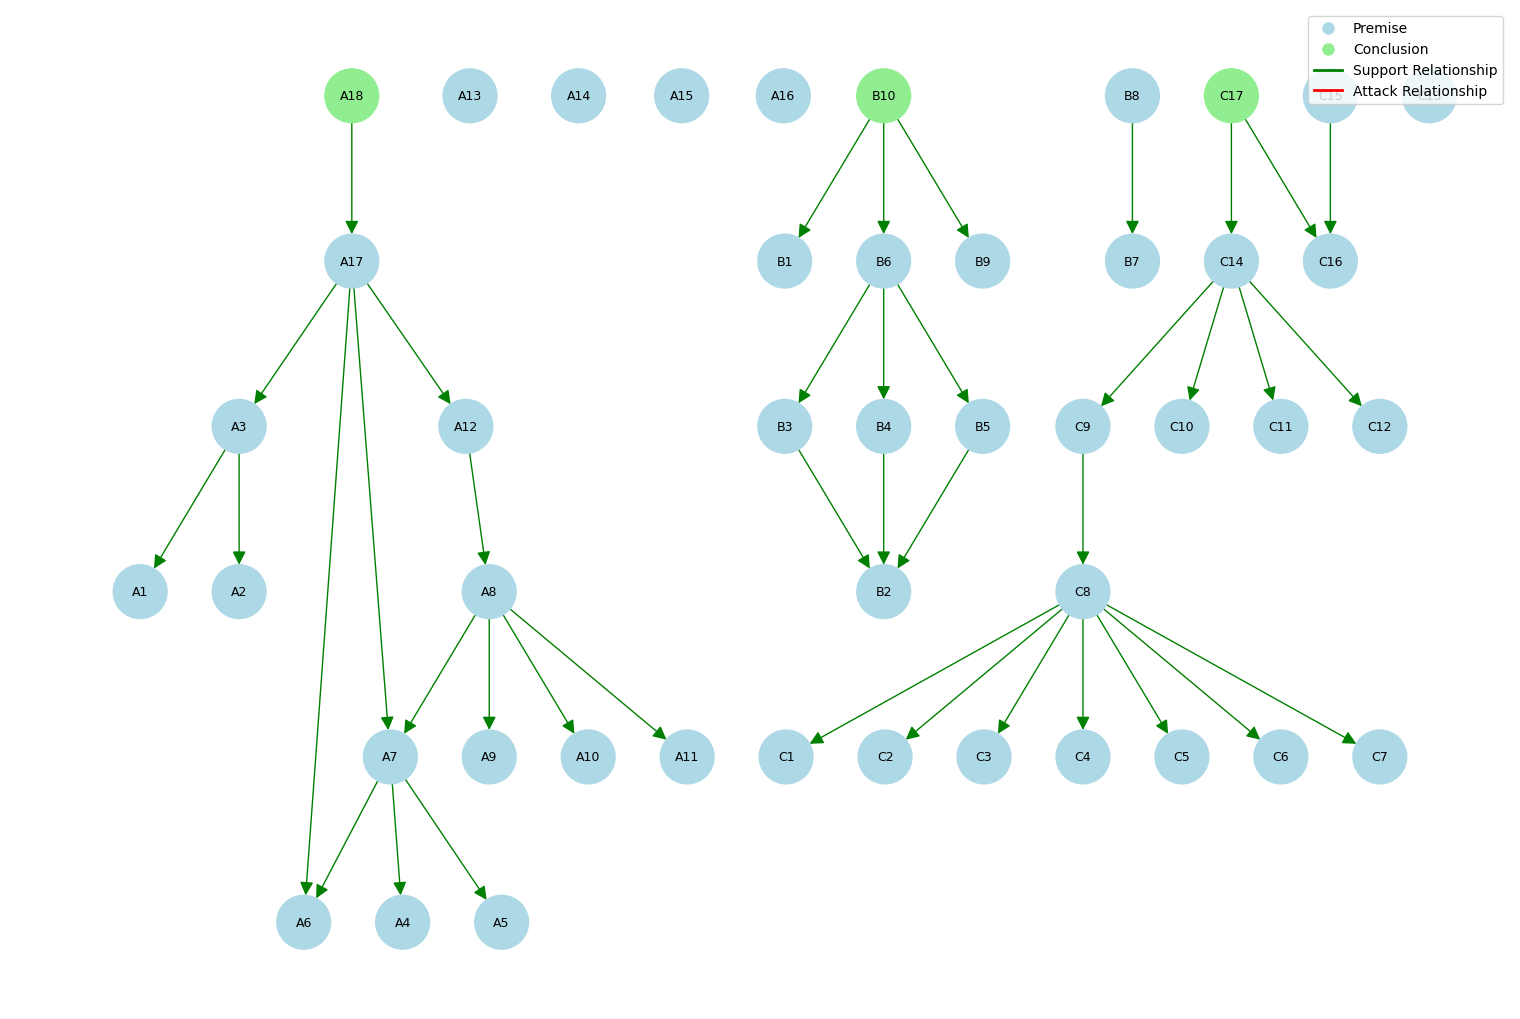 Premise
Conclusion
Support Relationship
Attack Relationship
A18 A13 A14 A15 A16 B10 B8 C17 C15 C13
A17 B1 B6 B9 B7 C14 C16
A3 A12 B3 B4 B5 C9 C10 C11 C12
A1 A2 A8 B2 C8
A7 A9 A10 A11 C1 C2 C3 C4 C5 C6 C7
A6 A4 A5